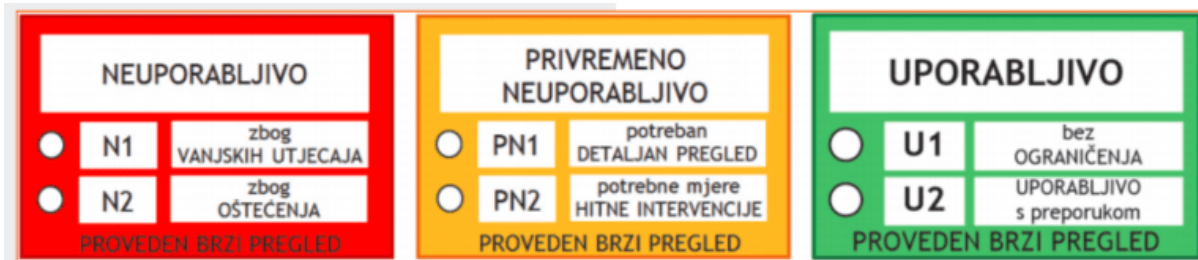 NEUPORABLJIVO
N1
zbog
VANJSKIH UTJECAJA
N2
zbog
OŠTEĆENJA
PROVEDEN BRZI PREGLED
PRIVREMENO
NEUPORABLJIVO
PN1
potreban
DETALJAN PREGLED
PN2
potrebne mjere
HITNE INTERVENCIJE
PROVEDEN BRZI PREGLED
UPORABLJIVO
U1
bez
OGRANIČENJA
U2
UPORABLJIVO
s preporukom
PROVEDEN BRZI PREGLED